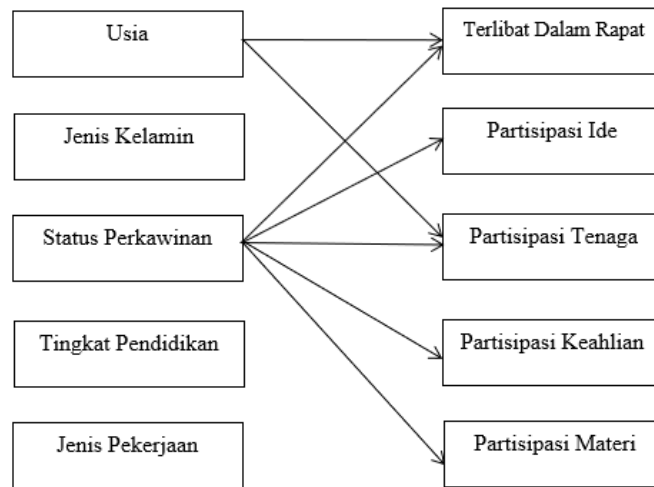 Usia
Terlibat Dalam Rapat
Jenis Kelamin
Partisipasi Ide
Status Perkawinan
Partisipasi Tenaga
Tingkat Pendidikan
Partisipasi Keahlian
Jenis Pekerjaan
Partisipasi Materi